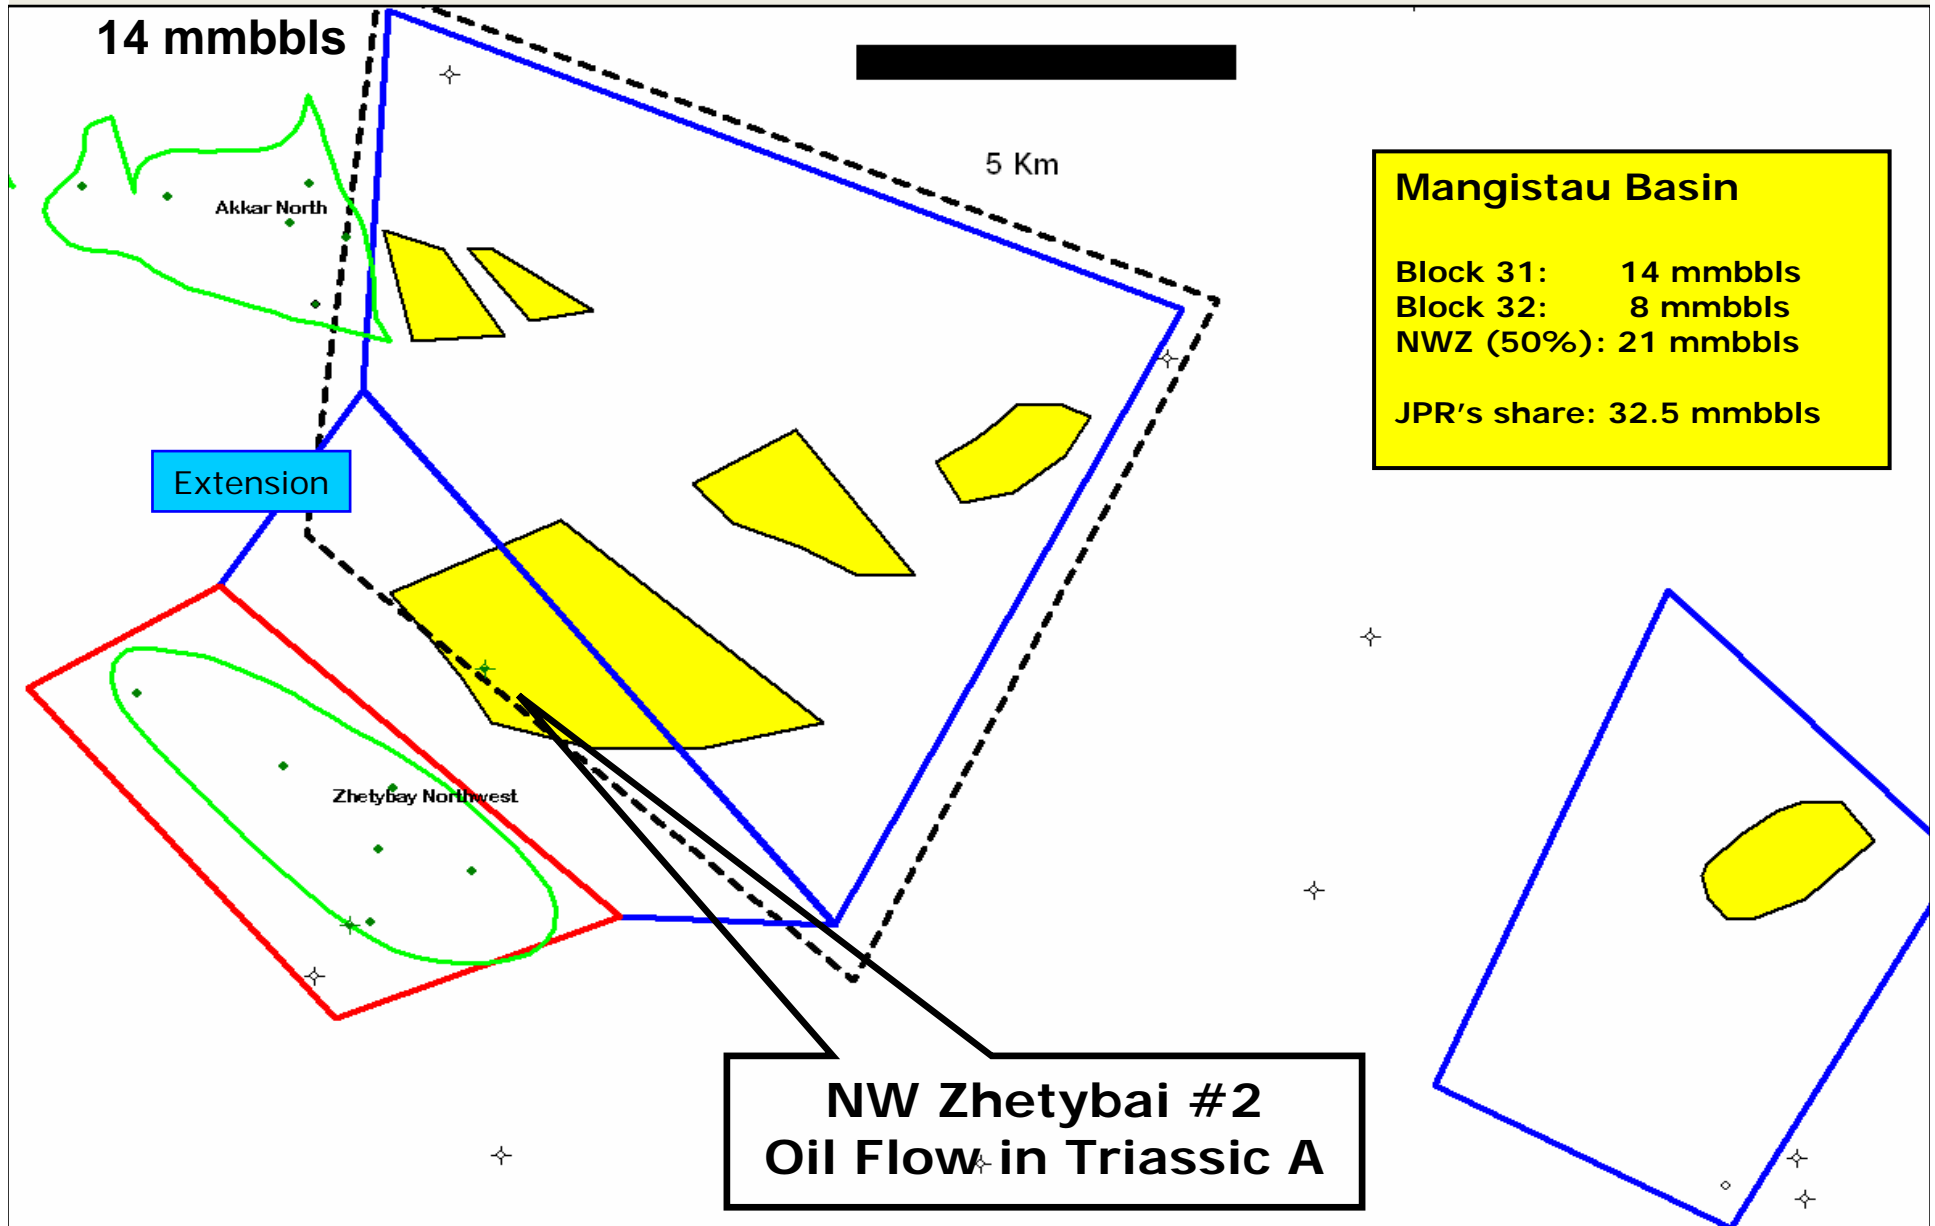 14 mmbbls
5 Km
Mangistau Basin
Block 31: 14 mmbbls
Block 32: 8 mmbbls
NWZ (50%): 21 mmbbls
JPR's share: 32.5 mmbbls
Akkar North
Extension
Zhetybay Northwest
NW Zhetybai #2
Oil Flow in Triassic A